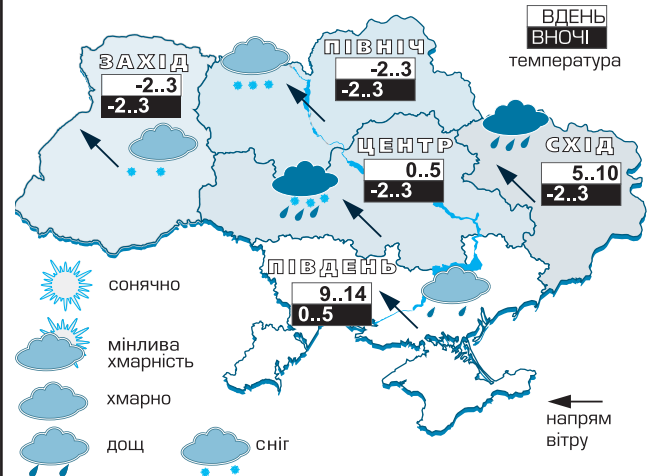 ВДЕНЬ
ВНОЧІ
температура
ЗАХІД
-2..3
-2..3
ПІВНІЧ
-2..3
-2..3
ЦЕНТР
0..5
-2..3
СХІД
5..10
-2..3
ПІВДЕНЬ
9..14
0..5
сонячно
мінлива
хмарність
хмарно
дощ
сніг
напрям
вітру